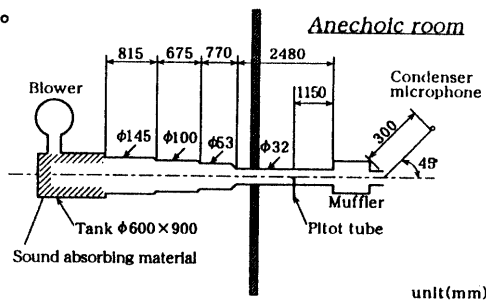 Anechoic room
815
675
770
2480
1150
Condenser
microphone
Blower
300
φ145
φ100
φ53
φ32
45°
Muffler
Tank φ600×900
Pitot tube
Sound absorbing material
unit(mm)